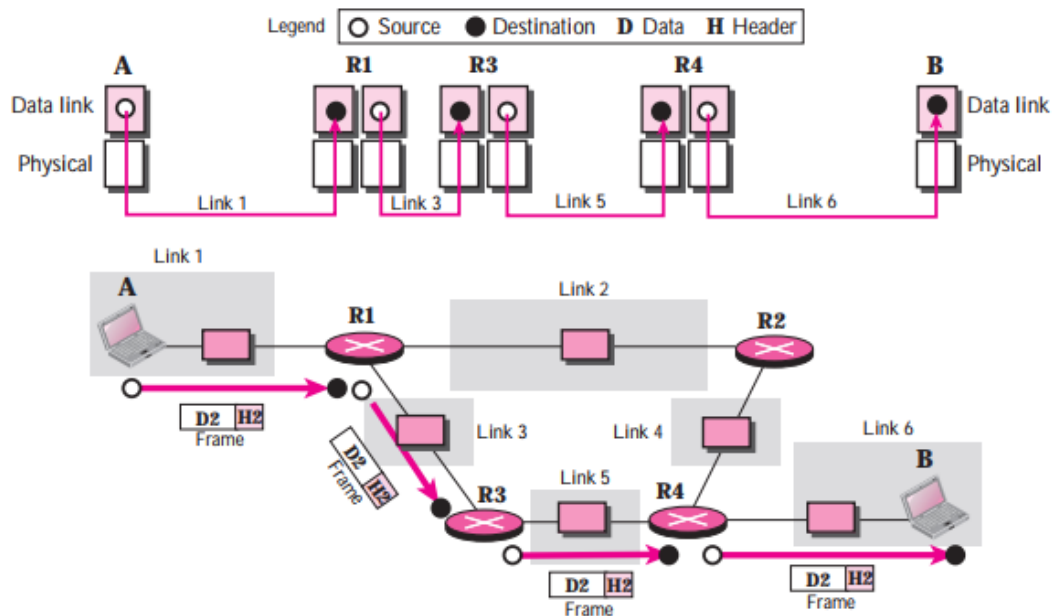 Legend Source Destination D Data H Header
A R1 R3 R4 B
Data link Data link
Physical Physical
Link 1 Link 3 Link 5 Link 6
Link 1
A
Link 2
R1 R2
D2 H2
Frame
Link 3
Link 4
Link 6
D2 H2
Frame
B
R3
Link 5
R4
D2 H2
Frame
D2 H2
Frame